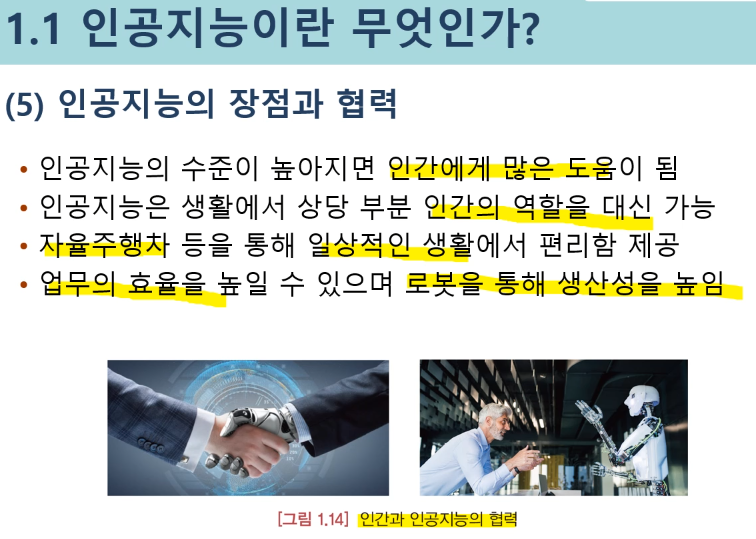 1.1 인공지능이란 무엇인가?
(5) 인공지능의 장점과 협력
• 인공지능의 수준이 높아지면 인간에게 많은 도움이 됨
• 인공지능은 생활에서 상당 부분 인간의 역할을 대신 가능
• 자율주행차 등을 통해 일상적인 생활에서 편리함 제공
• 업무의 효율을 높일 수 있으며 로봇을 통해 생산성을 높임
[그림 1.14] 인간과 인공지능의 협력